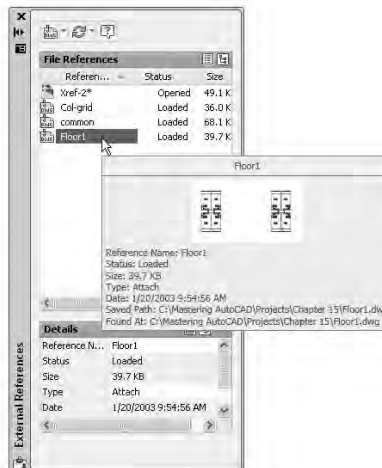 File References
Referen... Status Size
Xref-2* Opened 49.1 K
Col-grid Loaded 36.0 K
common Loaded 68.1 K
Floor1 Loaded 39.7 K
Floor1
Reference Name: Floor1
Status: Loaded
Size: 39.7 KB
Type: Attach
Date: 1/20/2003 9:54:56 AM
Saved Path: C:\Mastering AutoCAD\Projects\Chapter 15\Floor1.dw
Found At: C:\Mastering AutoCAD\Projects\Chapter 15\Floor1.dwg
Details
Reference N... Floor1
Status Loaded
Size 39.7 KB
Type Attach
Date 1/20/2003 9:54:56 AM
External References